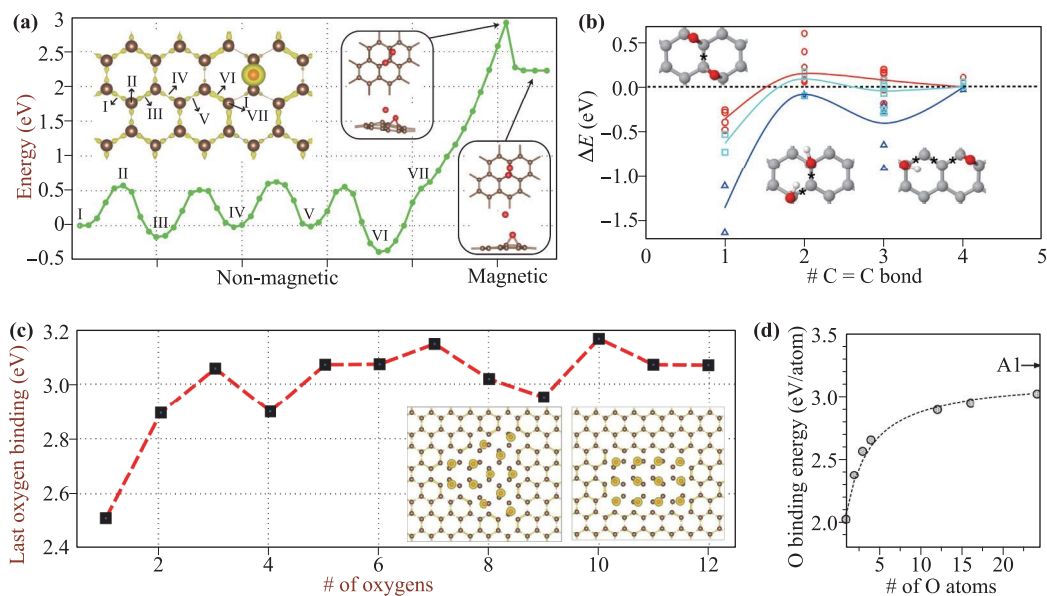 (a)
Energy (eV)
3
2.5
2
1.5
1
0.5
0
−0.5
I
II
III
IV
V
VI
VII
I
II
III
IV
V
VI
I
VII
Non-magnetic
Magnetic
(b)
ΔE (eV)
0.5
0.0
−0.5
−1.0
−1.5
0
1
2
3
4
5
# C = C bond
*
*
*
* * *
(c)
Last oxygen binding (eV)
3.2
3.0
2.8
2.6
2.4
2
4
6
8
10
12
# of oxygens
(d)
O binding energy (eV/atom)
3.5
3.0
2.5
2.0
A1
5
10
15
20
# of O atoms